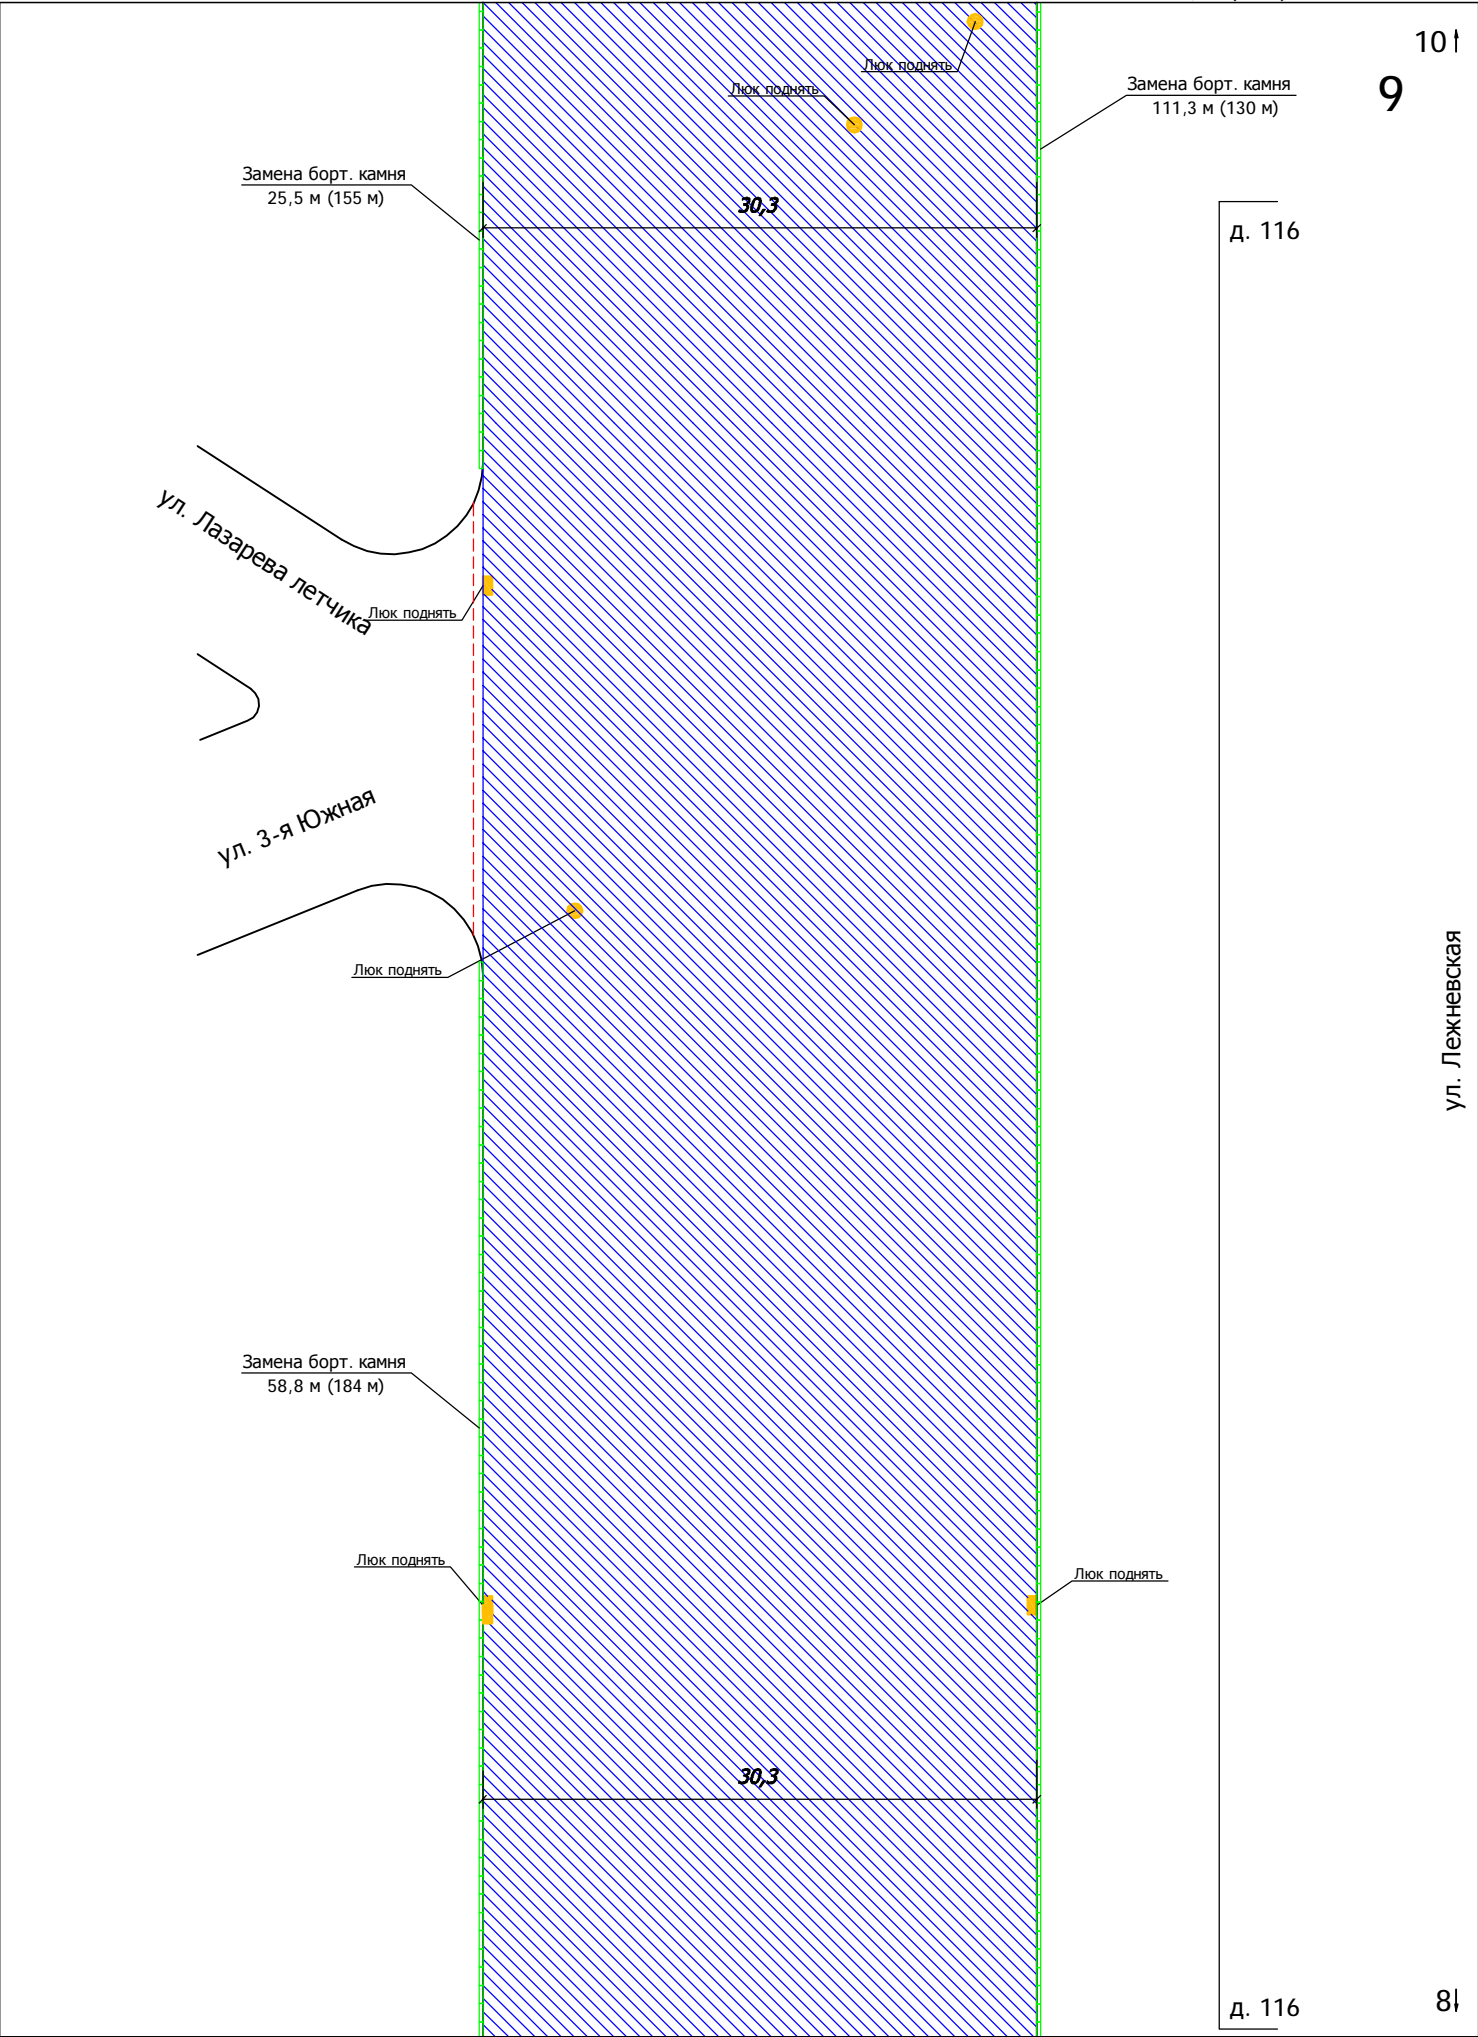 10
Люк поднять
Замена борт. камня
111,3 м (130 м)
9
Люк поднять
Замена борт. камня
25,5 м (155 м)
30,3
д. 116
ул. Лазарева летчика
Люк поднять
ул. 3-я Южная
Люк поднять
ул. Лежневская
Замена борт. камня
58,8 м (184 м)
Люк поднять
Люк поднять
30,3
д. 116
8